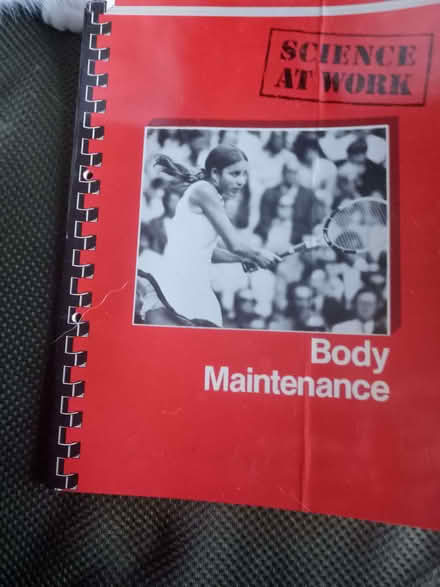 SCIENCE
AT WORK
Body
Maintenance